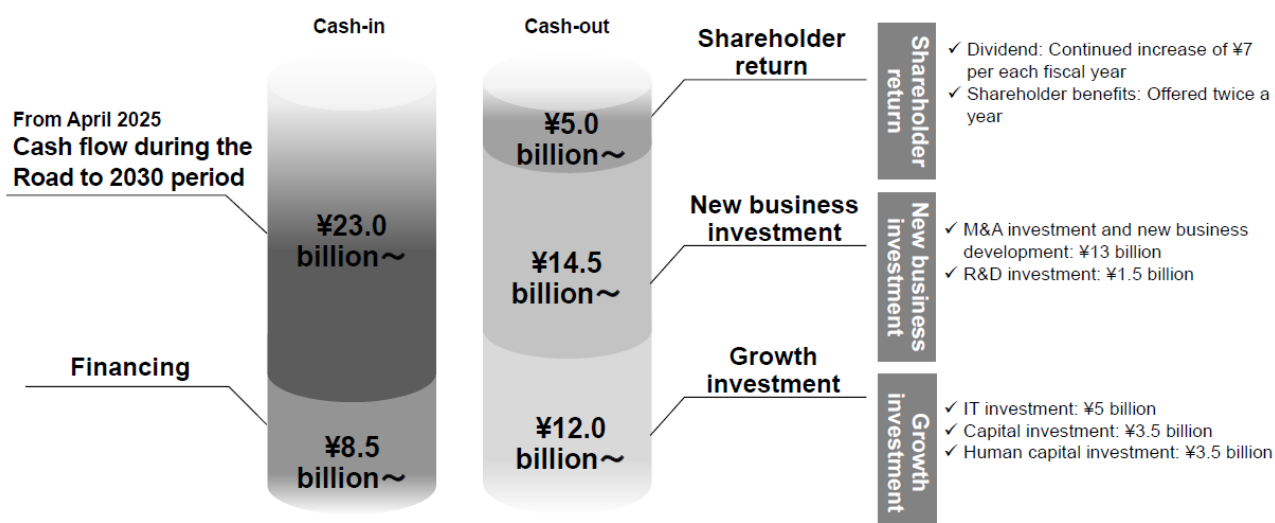 Cash-in
Cash-out
From April 2025
Cash flow during the
Road to 2030 period
¥23.0
billion～
Financing
¥8.5
billion～
¥5.0
billion～
¥14.5
billion～
¥12.0
billion～
Shareholder
return
New business
investment
Growth
investment
Shareholder
return
✓ Dividend: Continued increase of ¥7
per each fiscal year
✓ Shareholder benefits: Offered twice a
year
New business
investment
✓ M&A investment and new business
development: ¥13 billion
✓ R&D investment: ¥1.5 billion
Growth
investment
✓ IT investment: ¥5 billion
✓ Capital investment: ¥3.5 billion
✓ Human capital investment: ¥3.5 billion